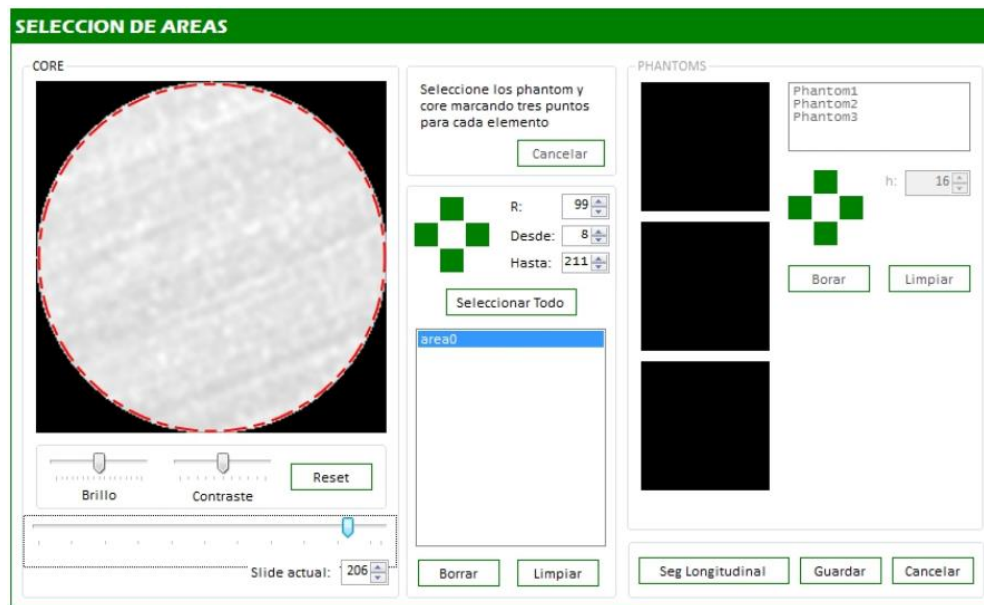 SELECCION DE AREAS
CORE
Brillo
Contraste
Reset
Slide actual: 206
Seleccione los phantom y
core marcando tres puntos
para cada elemento
Cancelar
R: 99
Desde: 8
Hasta: 211
Seleccionar Todo
area0
Borrar
Limpiar
PHANTOMS
Phantom1
Phantom2
Phantom3
h: 16
Borar
Limpiar
Seg Longitudinal
Guardar
Cancelar